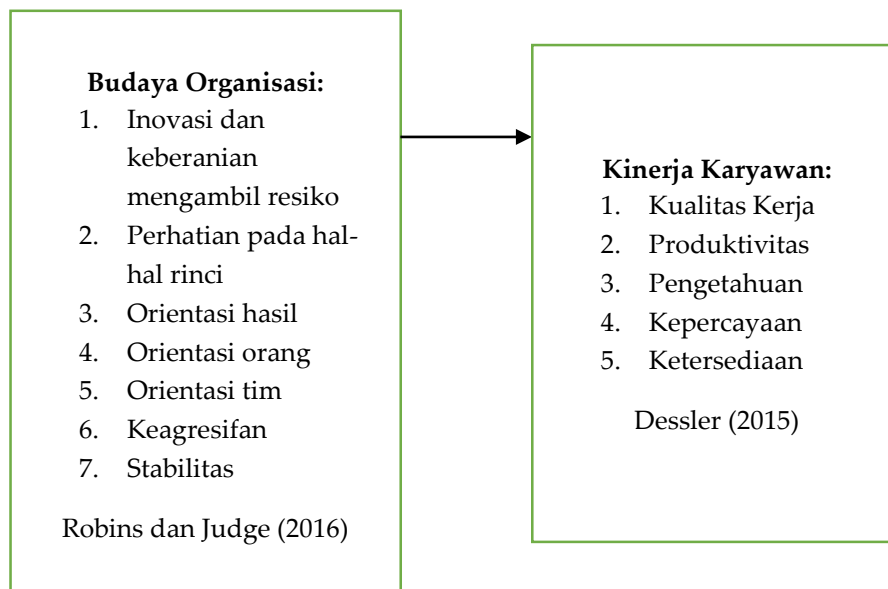 Budaya Organisasi:
1. Inovasi dan
keberanian
mengambil resiko
2. Perhatian pada hal-
hal rinci
3. Orientasi hasil
4. Orientasi orang
5. Orientasi tim
6. Keagresifan
7. Stabilitas
Robins dan Judge (2016)
Kinerja Karyawan:
1. Kualitas Kerja
2. Produktivitas
3. Pengetahuan
4. Kepercayaan
5. Ketersediaan
Dessler (2015)